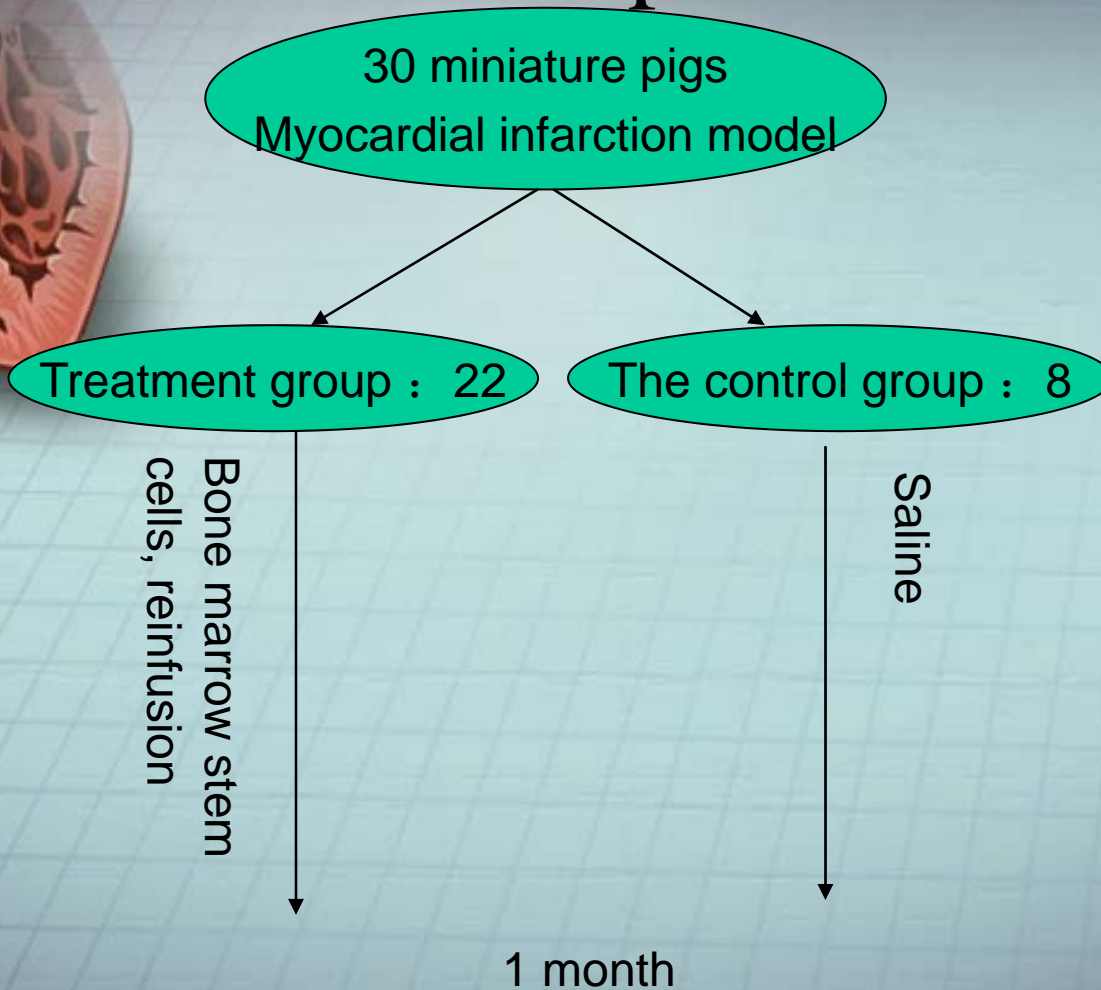 30 miniature pigs
Myocardial infarction model
Treatment group ：22
The control group ：8
Bone marrow stem
cells, reinfusion
Saline
1 month